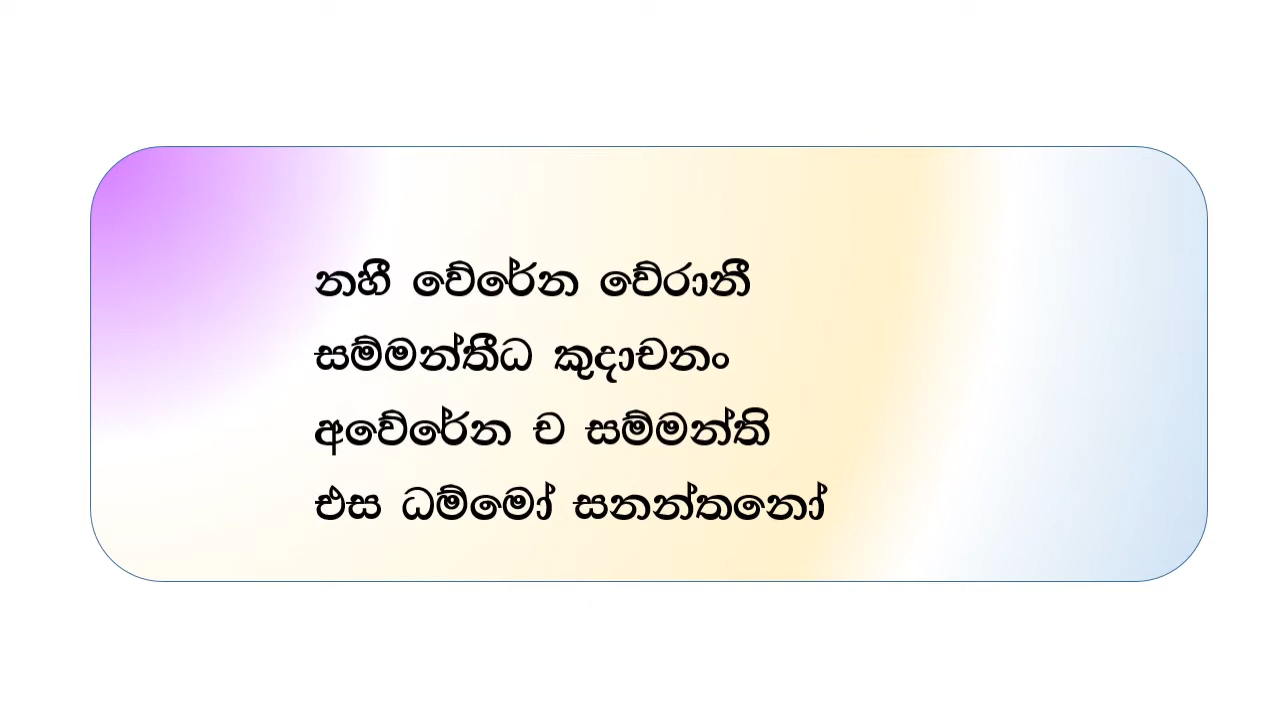 නහී වේරේන වේරානී
සම්මන්තීධ කුදාචනං
අවේරේන ච සම්මන්ති
එස ධම්මෝ සනන්තනෝ